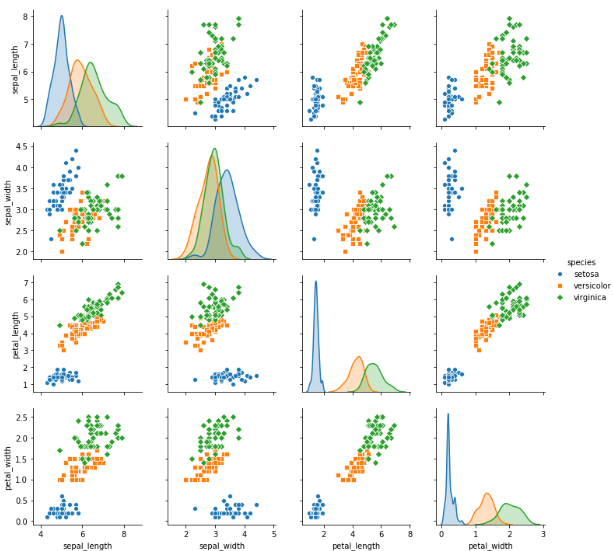 sepal_length
8
7
6
5
sepal_width
4.5
4.0
3.5
3.0
2.5
2.0
species
setosa
versicolor
virginica
petal_length
7
6
5
4
3
2
1
petal_width
2.5
2.0
1.5
1.0
0.5
0.0
4 6 8 2 3 4 5 2 4 6 8 0 1 2 3
sepal_length sepal_width petal_length petal_width